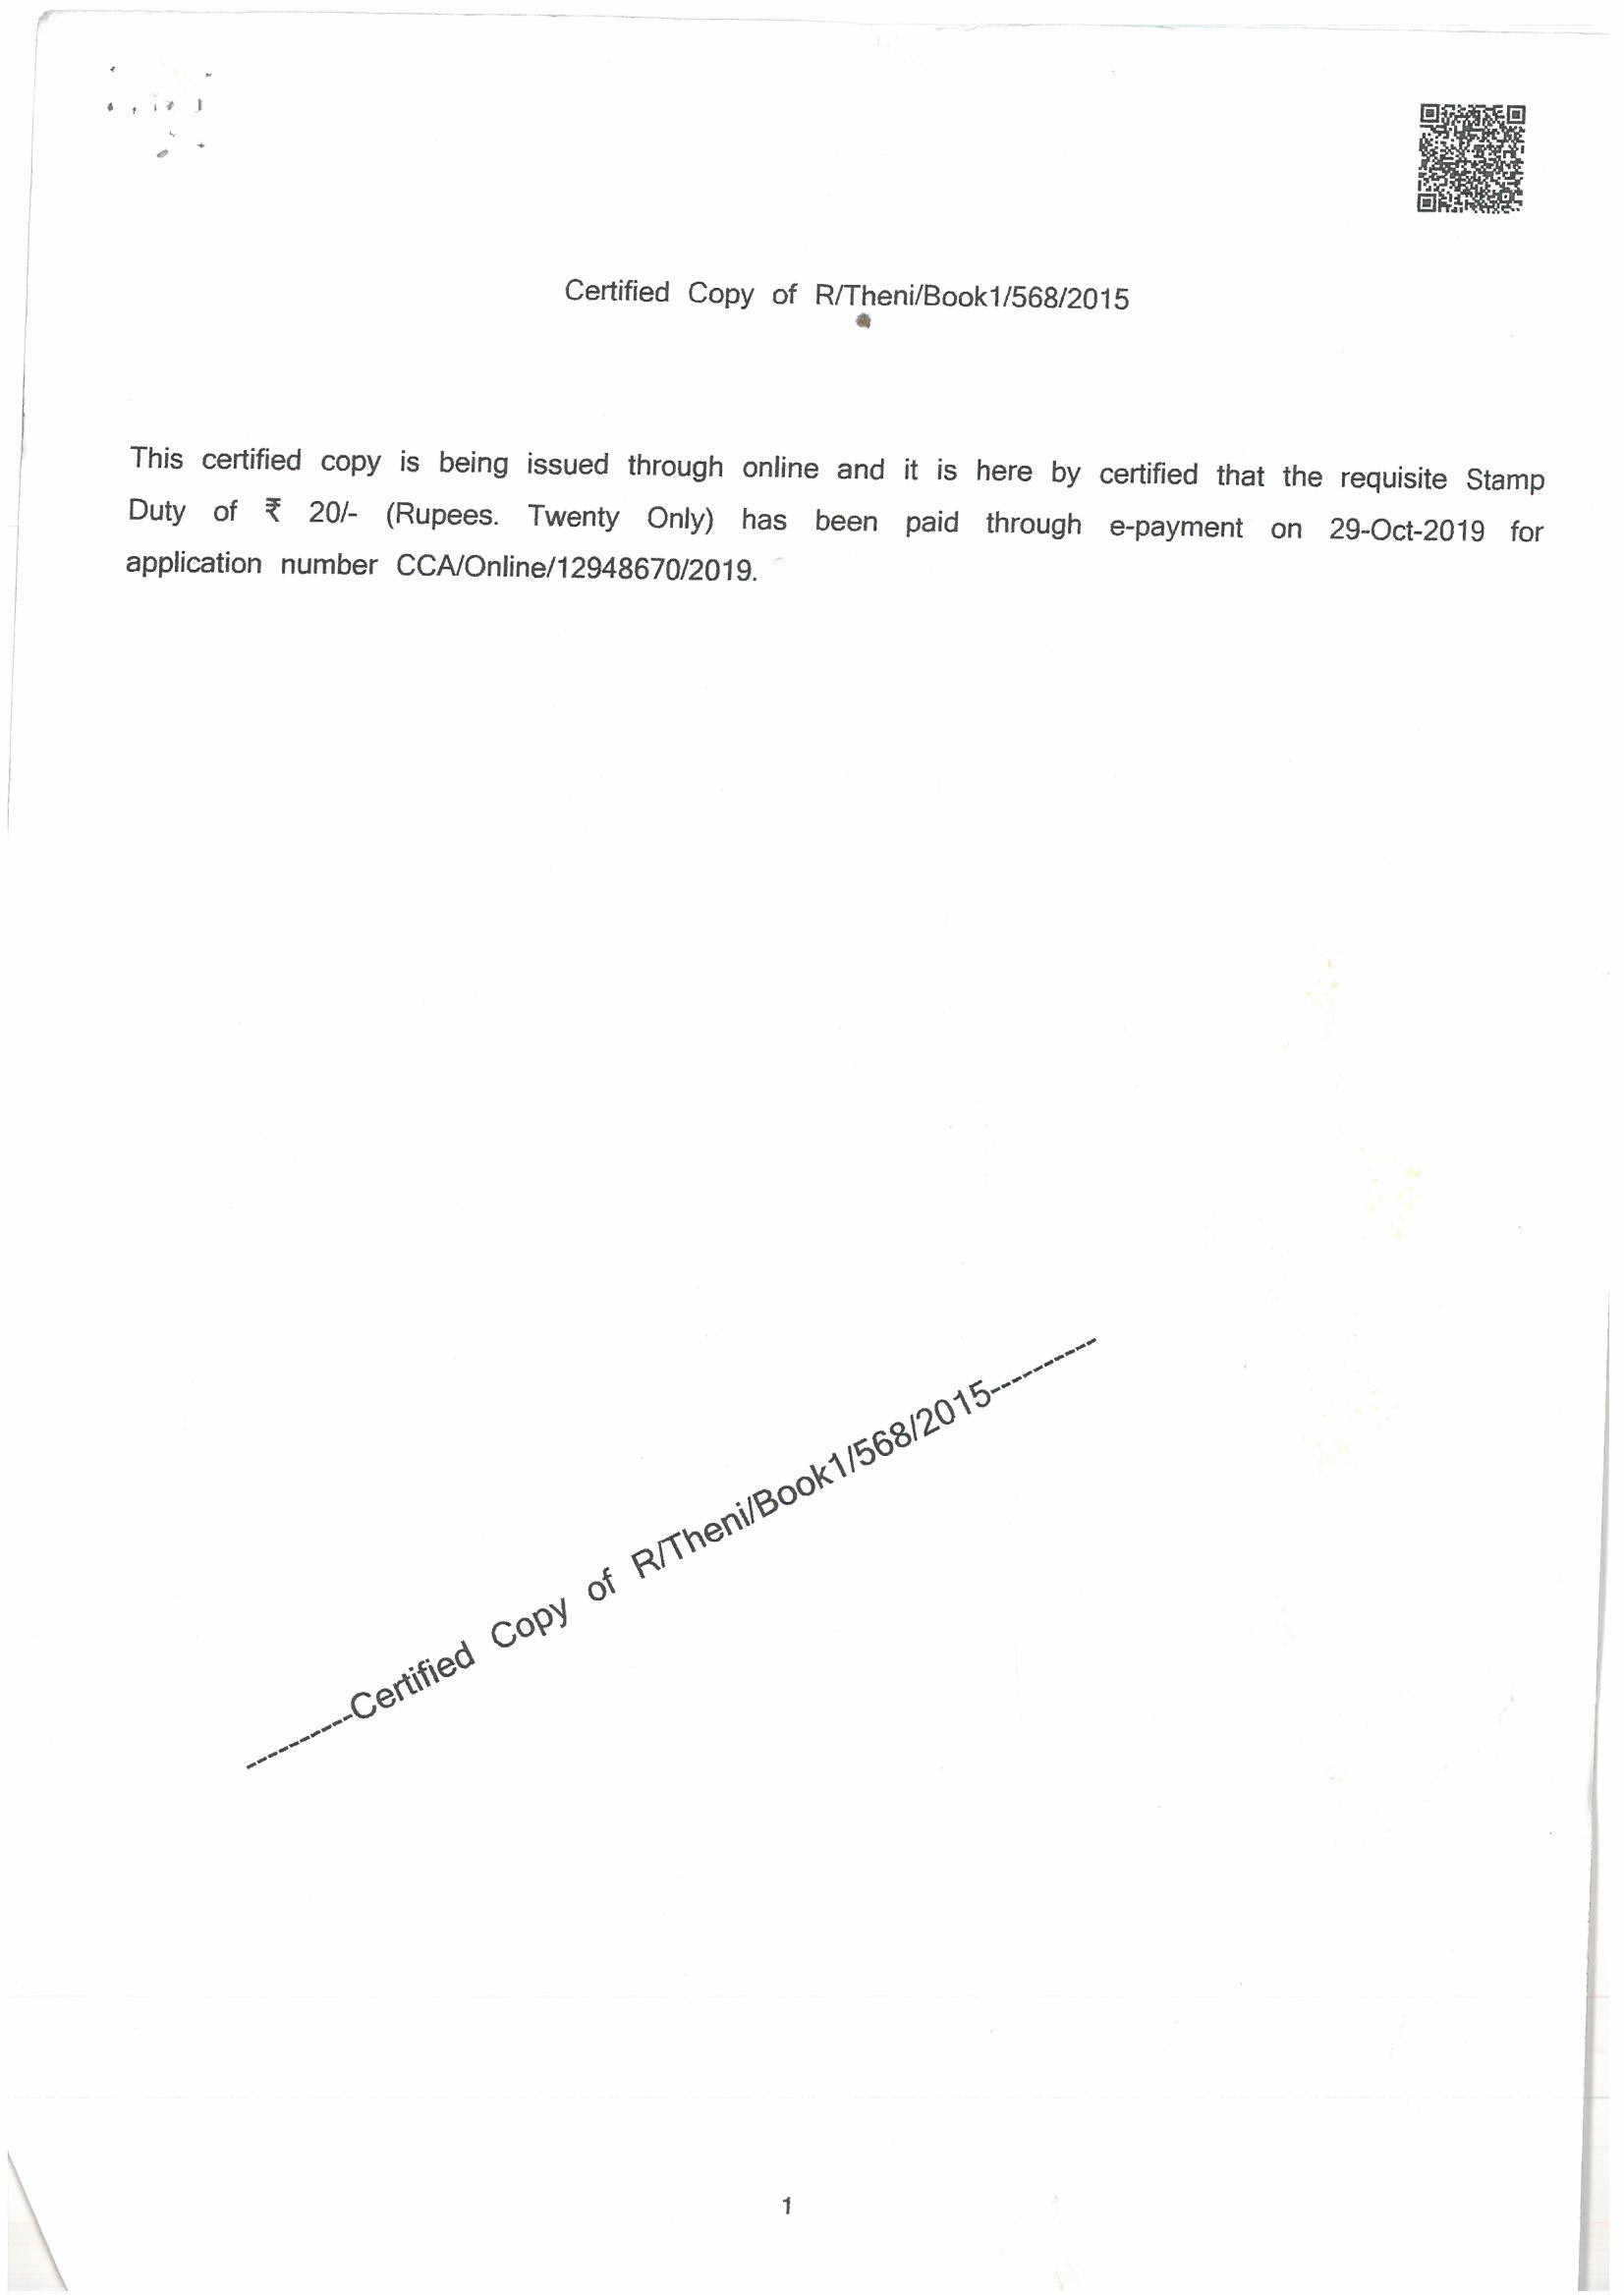 Certified Copy of R/Theni/Book1/568/2015
This certified copy is being issued through online and it is here by certified that the requisite Stamp
Duty of ₹ 20/- (Rupees. Twenty Only) has been paid through e-payment on 29-Oct-2019 for
application number CCA/Online/12948670/2019.
----------Certified Copy of R/Theni/Book1/568/2015----------
1